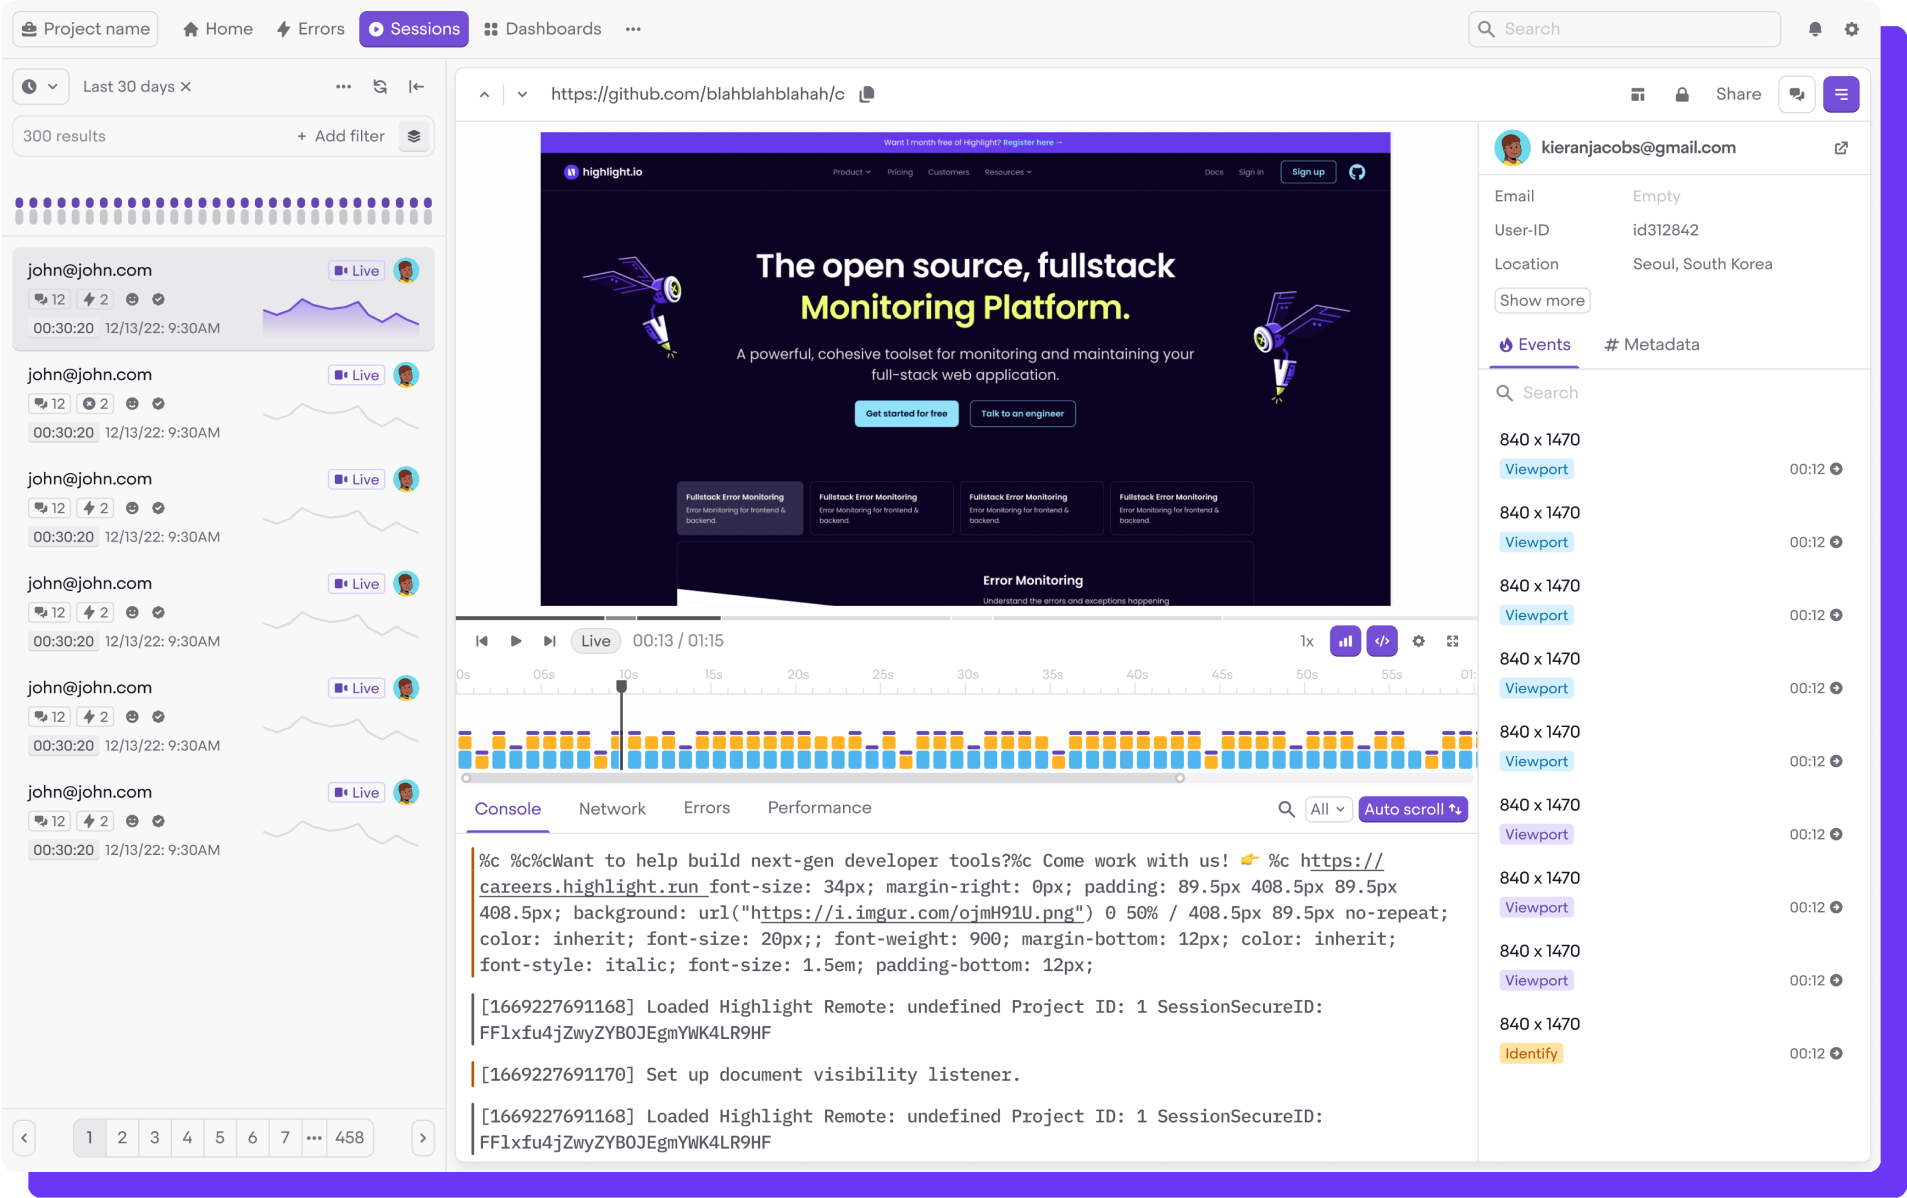 Project name
Home
Errors
Sessions
Dashboards
Search
Last 30 days
300 results
+ Add filter
john@john.com
Live
12
2
00:30:20
12/13/22: 9:30AM
john@john.com
Live
12
2
00:30:20
12/13/22: 9:30AM
john@john.com
Live
12
2
00:30:20
12/13/22: 9:30AM
john@john.com
Live
12
2
00:30:20
12/13/22: 9:30AM
john@john.com
Live
12
2
00:30:20
12/13/22: 9:30AM
john@john.com
Live
12
2
00:30:20
12/13/22: 9:30AM
1 2 3 4 5 6 7 ••• 458
https://github.com/blahblahblahah/c
Share
Want 1 month free of Highlight? Register here →
highlight.io
Product
Pricing
Customers
Resources
Docs
Sign in
Sign up
The open source, fullstack
Monitoring Platform.
A powerful, cohesive toolset for monitoring and maintaining your
full-stack web application.
Get started for free
Talk to an engineer
Fullstack Error Monitoring
Error Monitoring for frontend &
backend.
Fullstack Error Monitoring
Error Monitoring for frontend &
backend.
Fullstack Error Monitoring
Error Monitoring for frontend &
backend.
Fullstack Error Monitoring
Error Monitoring for frontend &
backend.
Error Monitoring
Understand the errors and exceptions happening
Live
00:13 / 01:15
1x
0s 05s 10s 15s 20s 25s 30s 35s 40s 45s 50s 55s 01:
Console
Network
Errors
Performance
All
Auto scroll
%c %c%cWant to help build next-gen developer tools?%c Come work with us! 👉 %c https://
careers.highlight.run font-size: 34px; margin-right: 0px; padding: 89.5px 408.5px 89.5px
408.5px; background: url("https://i.imgur.com/ojmH91U.png") 0 50% / 408.5px 89.5px no-repeat;
color: inherit; font-size: 20px;; font-weight: 900; margin-bottom: 12px; color: inherit;
font-style: italic; font-size: 1.5em; padding-bottom: 12px;
[1669227691168] Loaded Highlight Remote: undefined Project ID: 1 SessionSecureID:
FFlxfu4jZwyZYBOJEgmYWK4LR9HF
[1669227691170] Set up document visibility listener.
[1669227691168] Loaded Highlight Remote: undefined Project ID: 1 SessionSecureID:
FFlxfu4jZwyZYBOJEgmYWK4LR9HF
kieranjacobs@gmail.com
Email Empty
User-ID id312842
Location Seoul, South Korea
Show more
Events
# Metadata
Search
840 x 1470
Viewport 00:12
840 x 1470
Viewport 00:12
840 x 1470
Viewport 00:12
840 x 1470
Viewport 00:12
840 x 1470
Viewport 00:12
840 x 1470
Viewport 00:12
840 x 1470
Viewport 00:12
840 x 1470
Viewport 00:12
840 x 1470
Identify 00:12